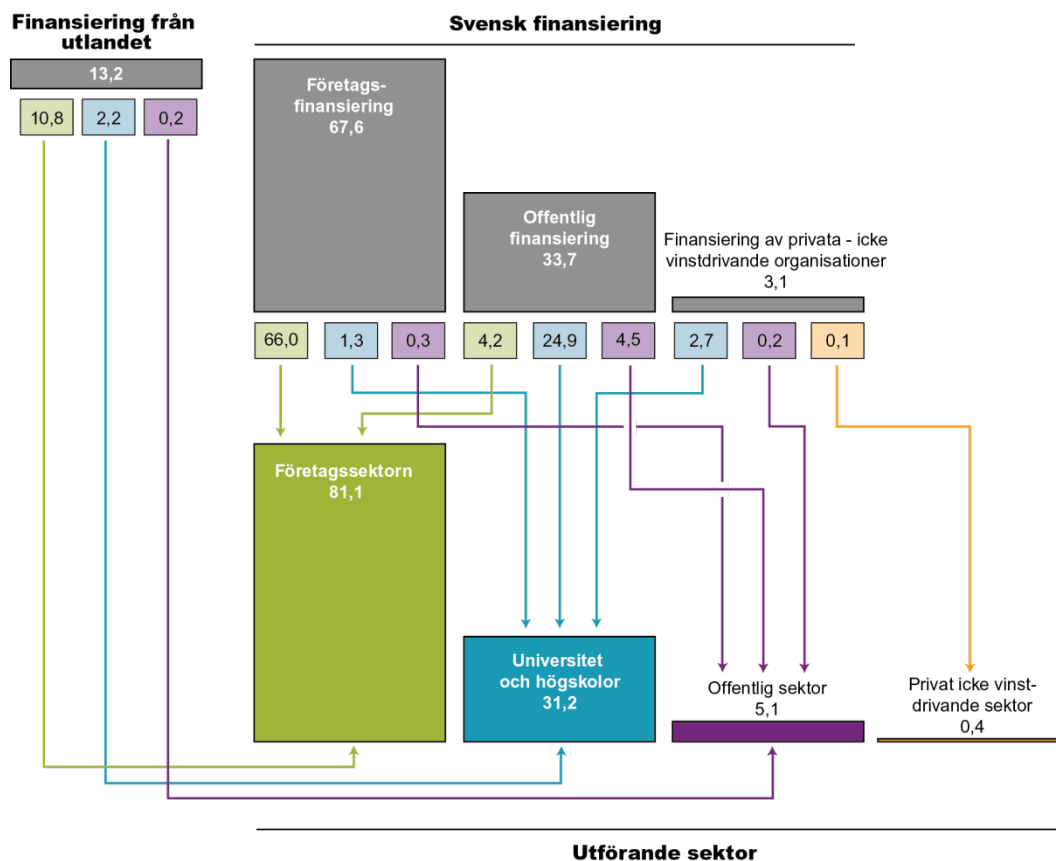 Finansiering från
utlandet
13,2
10,8 2,2 0,2
Svensk finansiering
Företags-
finansiering
67,6
Offentlig
finansiering
33,7
Finansiering av privata - icke
vinstdrivande organisationer
3,1
66,0 1,3 0,3 4,2 24,9 4,5 2,7 0,2 0,1
Företagssektorn
81,1
Universitet
och högskolor
31,2
Offentlig sektor
5,1
Privat icke vinst-
drivande sektor
0,4
Utförande sektor